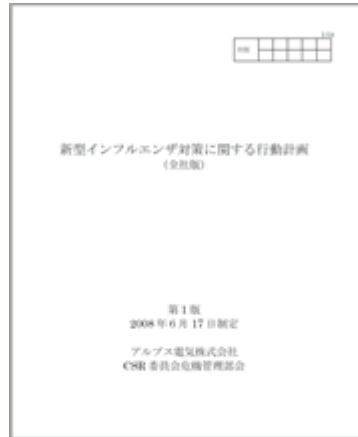 新型インフルエンザ対策に関する行動計画
(全社版)
第1版
2008年6月17日制定
アルプス電気株式会社
CSR委員会危機管理部会